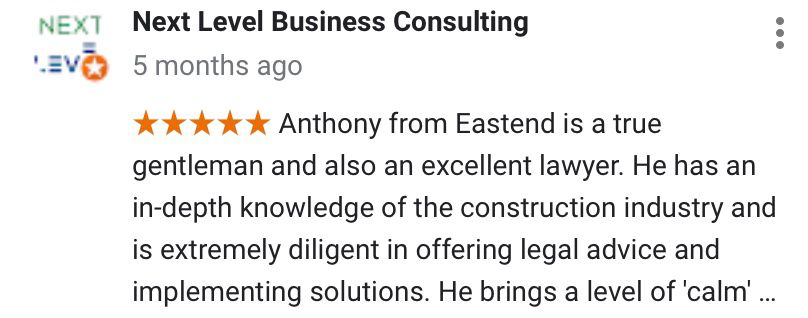 NEXT
Next Level Business Consulting
5 months ago
★★★★★ Anthony from Eastend is a true
gentleman and also an excellent lawyer. He has an
in-depth knowledge of the construction industry and
is extremely diligent in offering legal advice and
implementing solutions. He brings a level of 'calm' ...